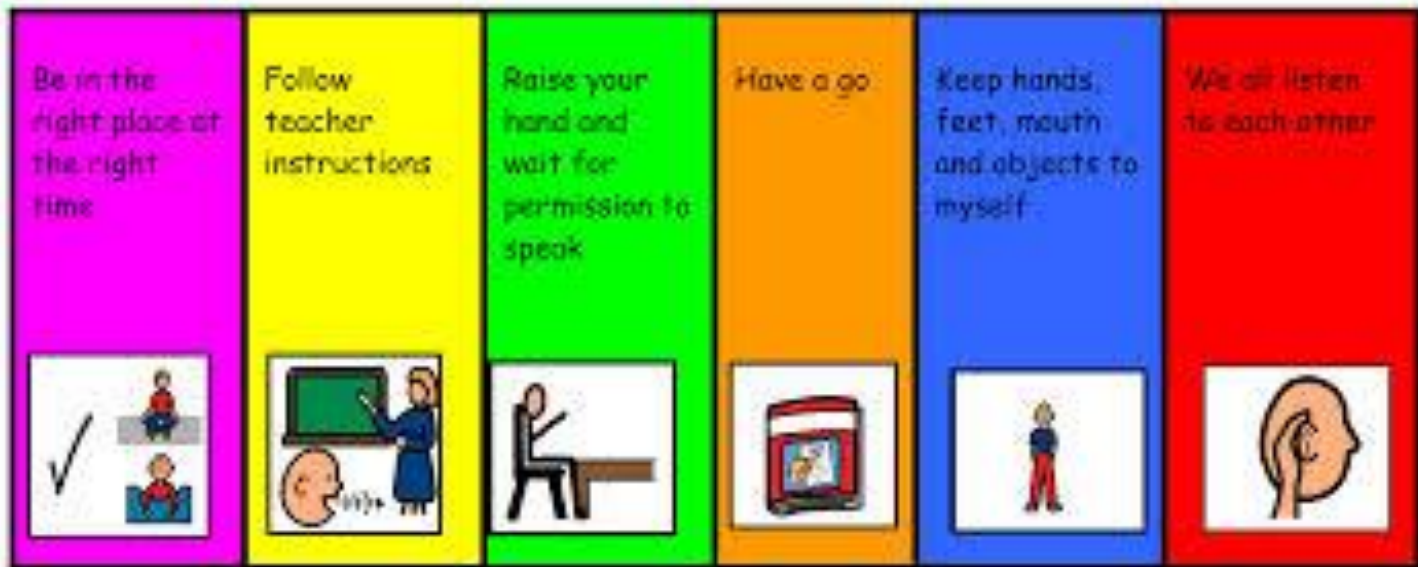 Be in the
right place at
the right
time
Follow
teacher
instructions
Raise your
hand and
wait for
permission to
speak
Have a go
Keep hands,
feet, mouth
and objects to
myself
We all listen
to each other